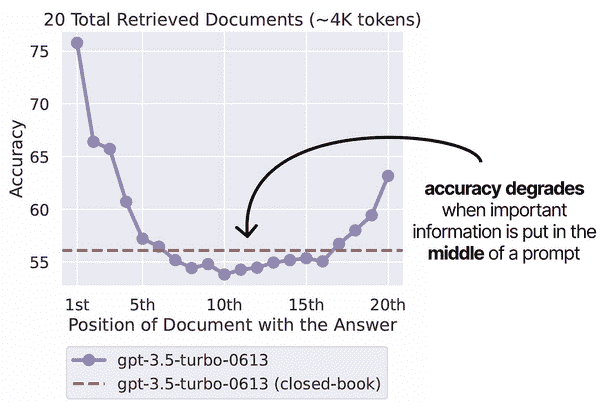 20 Total Retrieved Documents (~4K tokens)
75
70
65
60
55
Accuracy
1st 5th 10th 15th 20th
Position of Document with the Answer
gpt-3.5-turbo-0613
gpt-3.5-turbo-0613 (closed-book)
accuracy degrades
when important
information is put in the
middle of a prompt